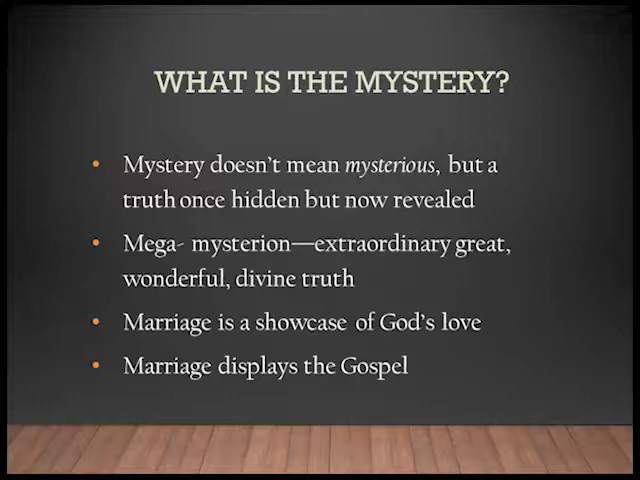 WHAT IS THE MYSTERY?
• Mystery doesn't mean mysterious, but a
truth once hidden but now revealed
• Mega- mysterion—extraordinary great,
wonderful, divine truth
• Marriage is a showcase of God's love
• Marriage displays the Gospel